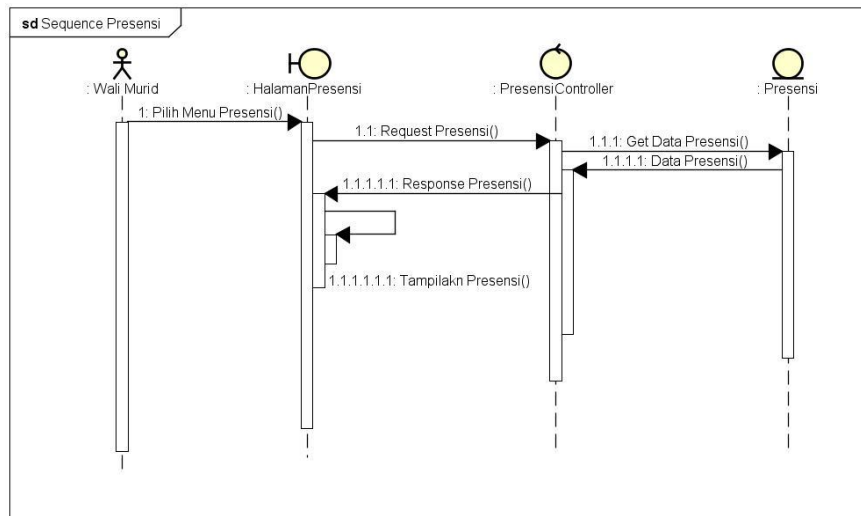 sd Sequence Presensi
: Wali Murid
: HalamanPresensi
: PresensiController
: Presensi
1: Pilih Menu Presensi()
1.1: Request Presensi()
1.1.1: Get Data Presensi()
1.1.1.1: Data Presensi()
1.1.1.1.1: Response Presensi()
1.1.1.1.1.1: Tampilakn Presensi()